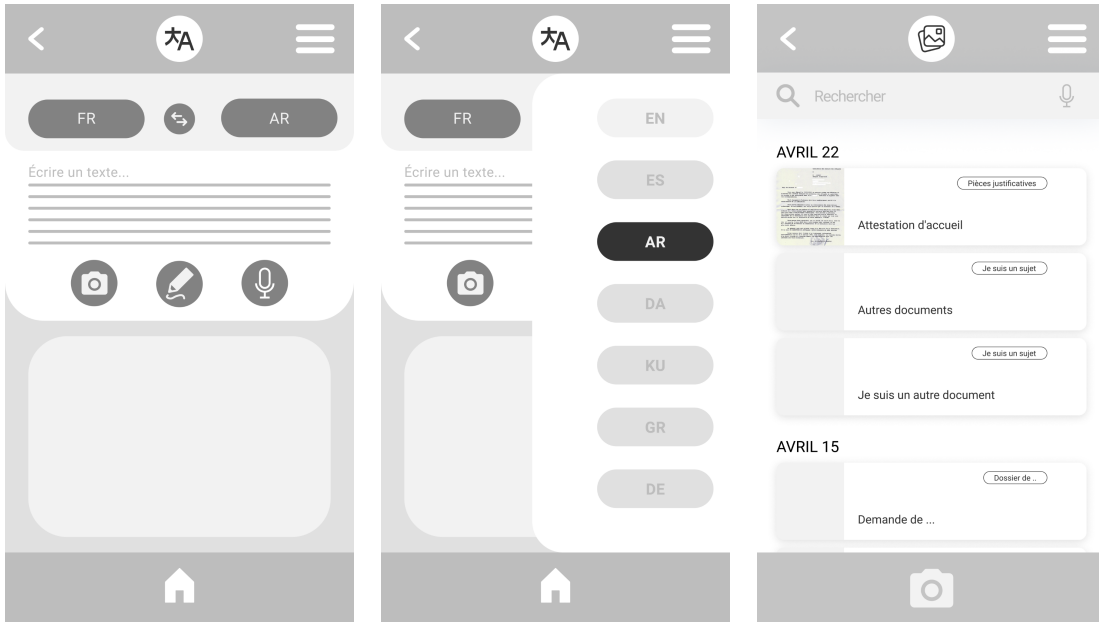 FR
AR
Écrire un texte...
FR
Écrire un texte...
EN
ES
AR
DA
KU
GR
DE
Rechercher
AVRIL 22
Pièces justificatives
Attestation d'accueil
Je suis un sujet
Autres documents
Je suis un sujet
Je suis un autre document
AVRIL 15
Dossier de ..
Demande de ...